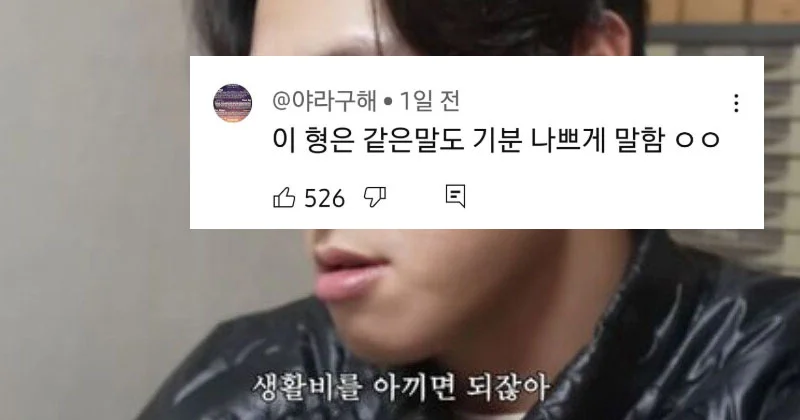 @야라구해 • 1일 전
이 형은 같은말도 기분 나쁘게 말함 ㅇㅇ
526
생활비를 아끼면 되잖아